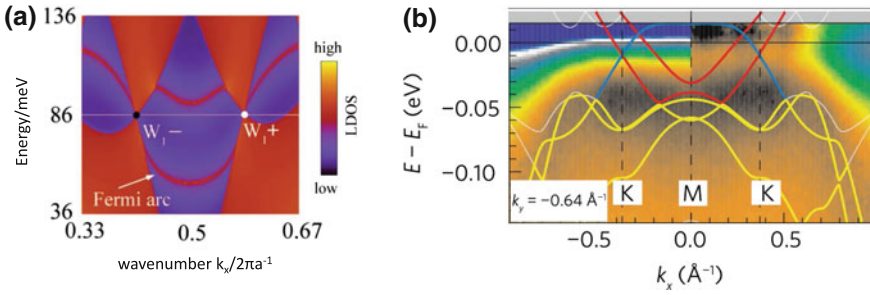 (a)
136
86
36
Energy/meV
W₁−
W₁+
Fermi arc
0.33
0.5
0.67
wavenumber kₓ/2πa⁻¹
high
LDOS
low
(b)
0.00
−0.05
−0.10
E − E_F (eV)
K
M
K
k_y = −0.64 Å⁻¹
−0.5
0.0
0.5
kₓ (Å⁻¹)